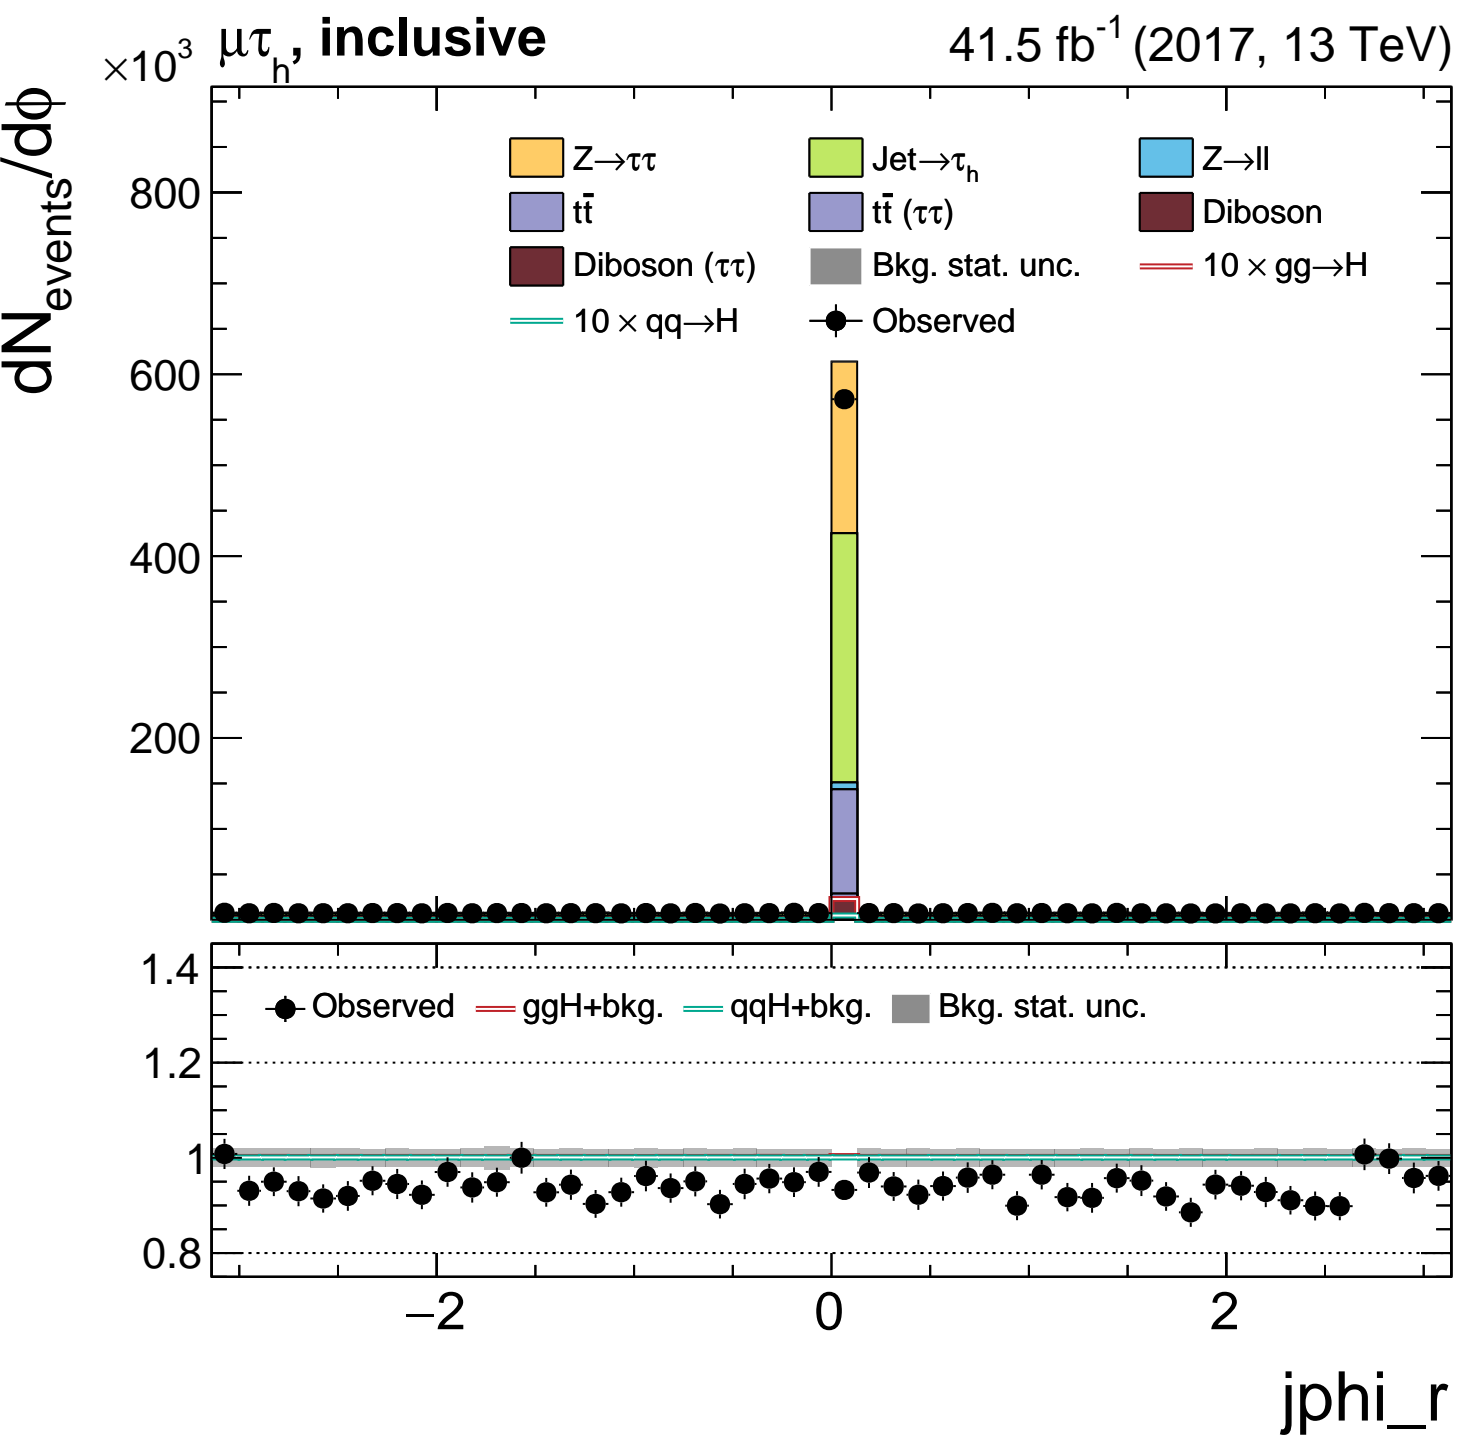 ×10³ μτₕ, inclusive 41.5 fb⁻¹ (2017, 13 TeV)
dN_events/dϕ
Z→ττ Jet→τₕ Z→ll
tt̄ tt̄ (ττ) Diboson
Diboson (ττ) Bkg. stat. unc. 10 × gg→H
10 × qq→H Observed
800
600
400
200
1.4
Observed ggH+bkg. qqH+bkg. Bkg. stat. unc.
1.2
1
0.8
−2 0 2
jphi_r